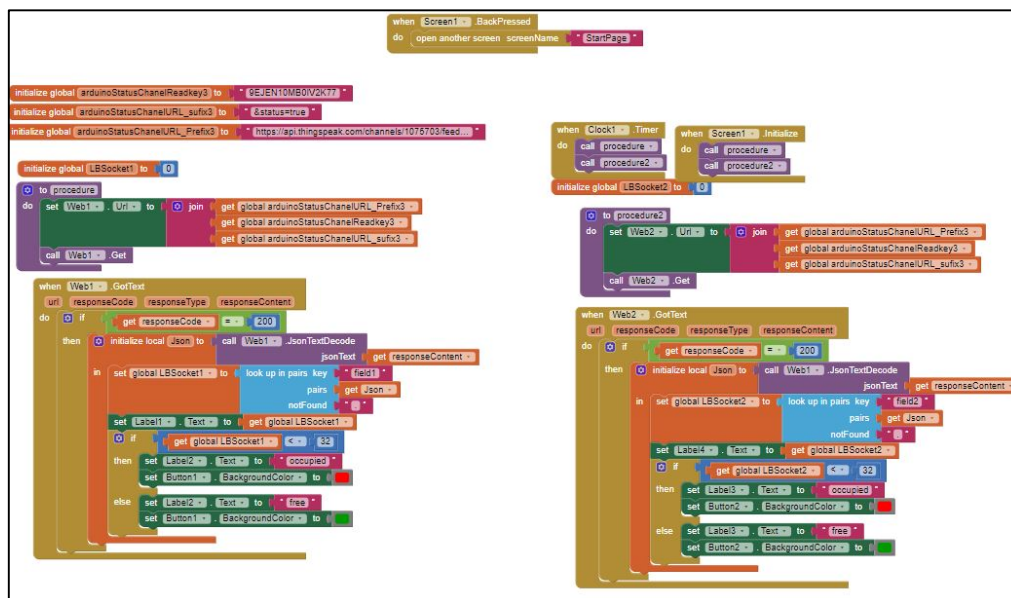 when Screen1 .BackPressed
do open another screen screenName " StartPage "
initialize global arduinoStatusChanelReadkey3 to " 9EJEN10MB0IV2K77 "
initialize global arduinoStatusChanelURL_sufix3 to " &status=true "
initialize global arduinoStatusChanelURL_Prefix3 to " https://api.thingspeak.com/channels/1075703/feed... "
initialize global LBSocket1 to 0
to procedure
do set Web1 . Url to join get global arduinoStatusChanelURL_Prefix3
get global arduinoStatusChanelReadkey3
get global arduinoStatusChanelURL_sufix3
call Web1 .Get
when Web1 .GotText
url responseCode responseType responseContent
do if get responseCode = 200
then initialize local Json to call Web1 .JsonTextDecode
jsonText get responseContent
in set global LBSocket1 to look up in pairs key " field1 "
pairs get Json
notFound " . "
set Label1 . Text to get global LBSocket1
if get global LBSocket1 < 32
then set Label2 . Text to " occupied "
set Button1 . BackgroundColor to
else set Label2 . Text to " free "
set Button1 . BackgroundColor to
when Clock1 .Timer
do call procedure
call procedure2
when Screen1 .Initialize
do call procedure
call procedure2
initialize global LBSocket2 to 0
to procedure2
do set Web2 . Url to join get global arduinoStatusChanelURL_Prefix3
get global arduinoStatusChanelReadkey3
get global arduinoStatusChanelURL_sufix3
call Web2 .Get
when Web2 .GotText
url responseCode responseType responseContent
do if get responseCode = 200
then initialize local Json to call Web1 .JsonTextDecode
jsonText get responseContent
in set global LBSocket2 to look up in pairs key " field2 "
pairs get Json
notFound " . "
set Label4 . Text to get global LBSocket2
if get global LBSocket2 < 32
then set Label3 . Text to " occupied "
set Button2 . BackgroundColor to
else set Label3 . Text to " free "
set Button2 . BackgroundColor to